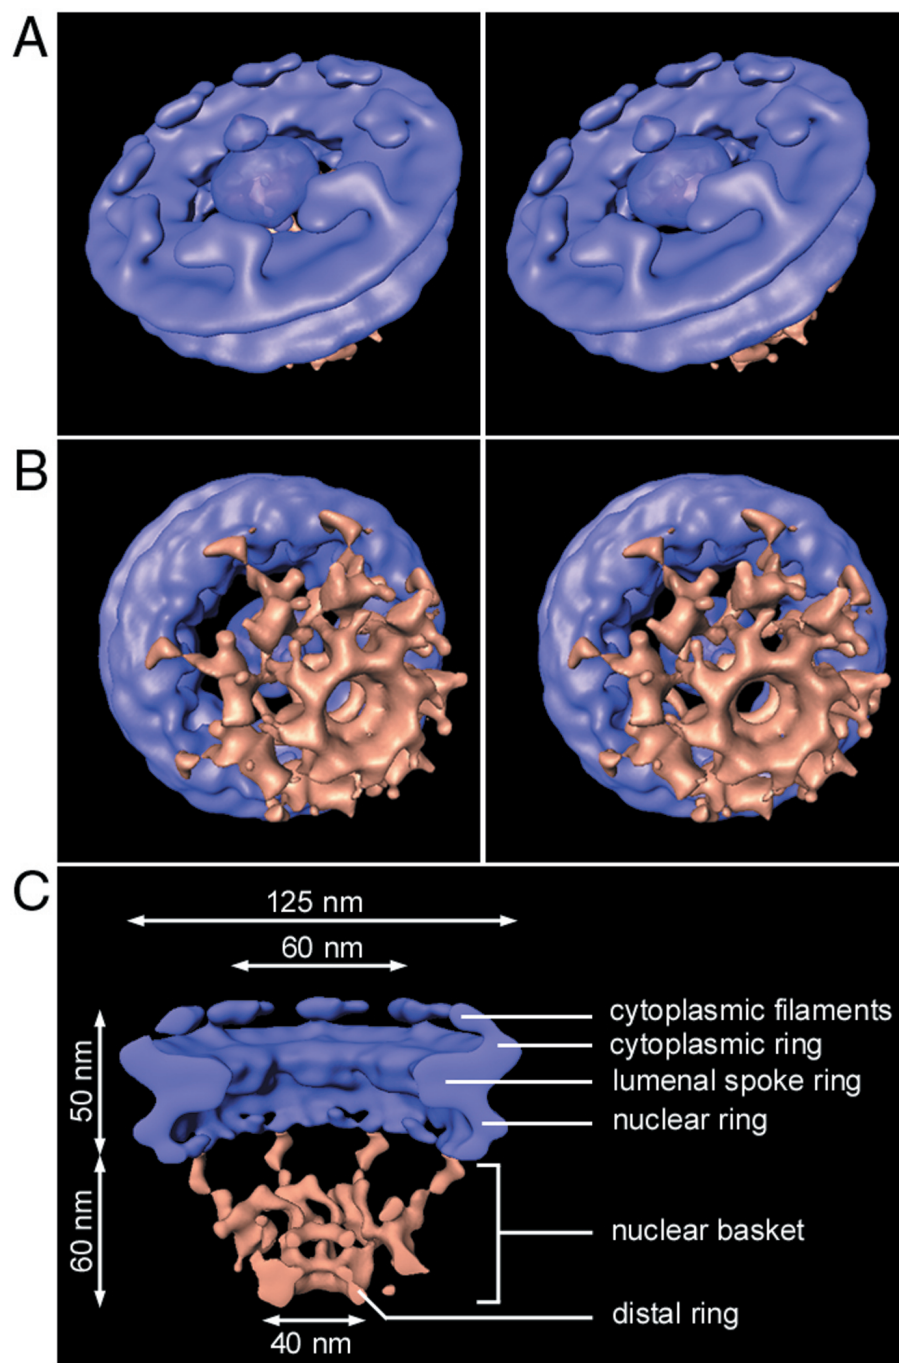 A
B
C
125 nm
60 nm
cytoplasmic filaments
cytoplasmic ring
lumenal spoke ring
nuclear ring
50 nm
60 nm
nuclear basket
distal ring
40 nm